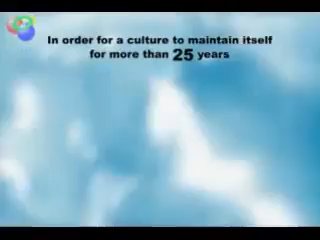 In order for a culture to maintain itself
for more than 25 years